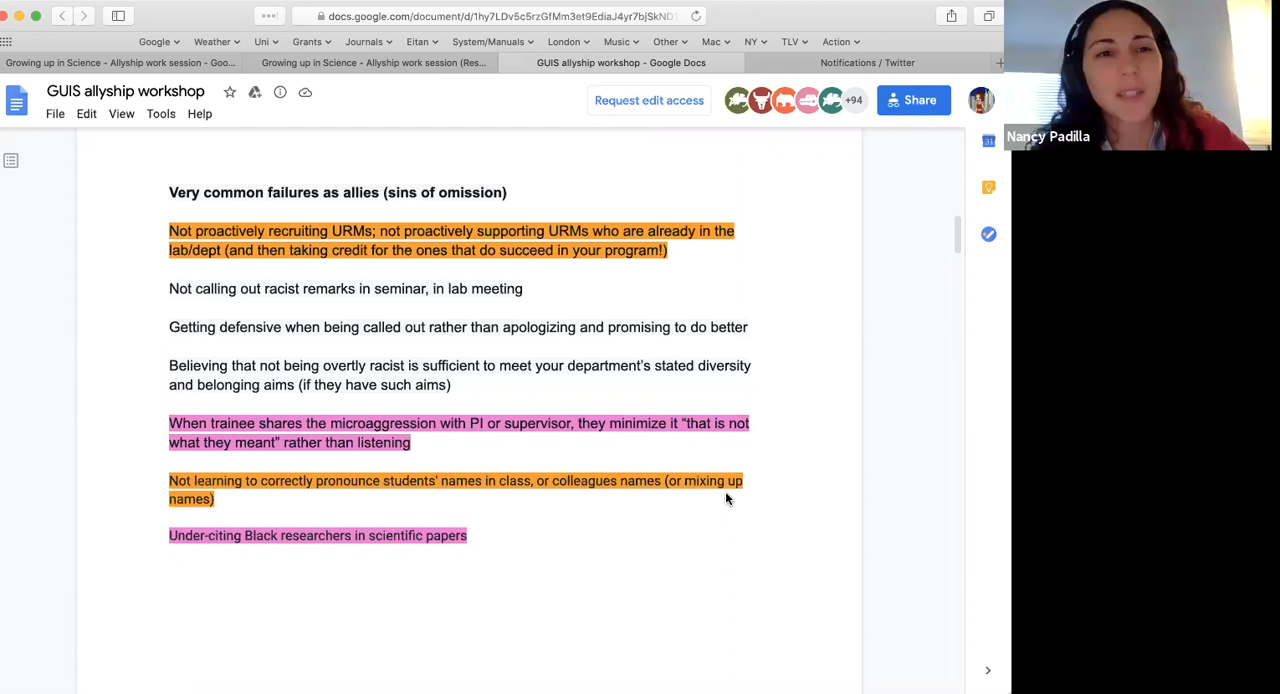 docs.google.com/document/d/1hy7LDv5c5rzGfMm3et9EdiaJ4yr7bjSkND1
Google Weather Uni Grants Journals Eitan System/Manuals London Music Other Mac NY TLV Action
Growing up in Science - Allyship work session - Goo...
Growing up in Science - Allyship work session (Res...
GUIS allyship workshop - Google Docs
Notifications / Twitter
GUIS allyship workshop
Request edit access
+94
Share
File Edit View Tools Help
Nancy Padilla
31
Very common failures as allies (sins of omission)
Not proactively recruiting URMs; not proactively supporting URMs who are already in the
lab/dept (and then taking credit for the ones that do succeed in your program!)
Not calling out racist remarks in seminar, in lab meeting
Getting defensive when being called out rather than apologizing and promising to do better
Believing that not being overtly racist is sufficient to meet your department's stated diversity
and belonging aims (if they have such aims)
When trainee shares the microaggression with PI or supervisor, they minimize it “that is not
what they meant” rather than listening
Not learning to correctly pronounce students' names in class, or colleagues names (or mixing up
names)
Under-citing Black researchers in scientific papers